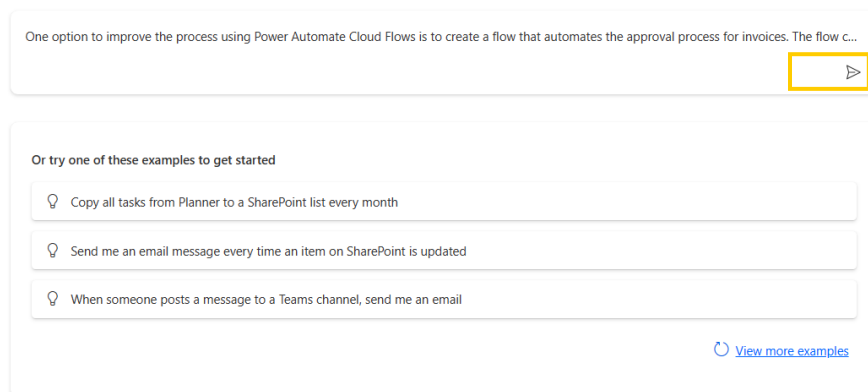 One option to improve the process using Power Automate Cloud Flows is to create a flow that automates the approval process for invoices. The flow c...
Or try one of these examples to get started
Copy all tasks from Planner to a SharePoint list every month
Send me an email message every time an item on SharePoint is updated
When someone posts a message to a Teams channel, send me an email
View more examples